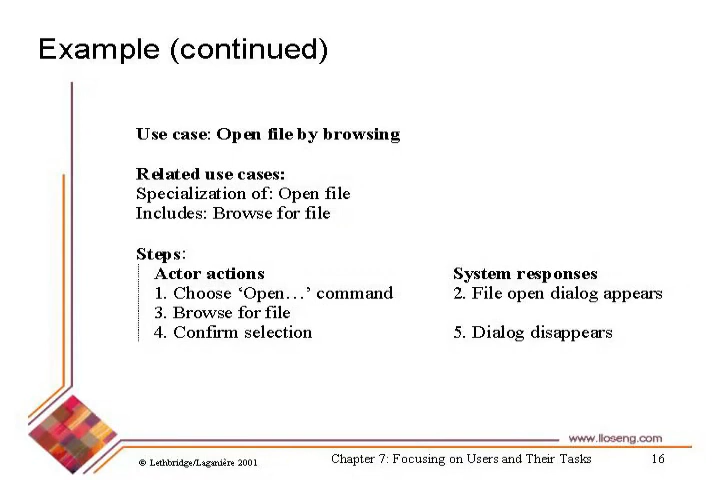 Example (continued)
Use case: Open file by browsing
Related use cases:
Specialization of: Open file
Includes: Browse for file
Steps:
Actor actions System responses
1. Choose ‘Open…’ command 2. File open dialog appears
3. Browse for file
4. Confirm selection 5. Dialog disappears
www.lloseng.com
© Lethbridge/Laganière 2001 Chapter 7: Focusing on Users and Their Tasks 16